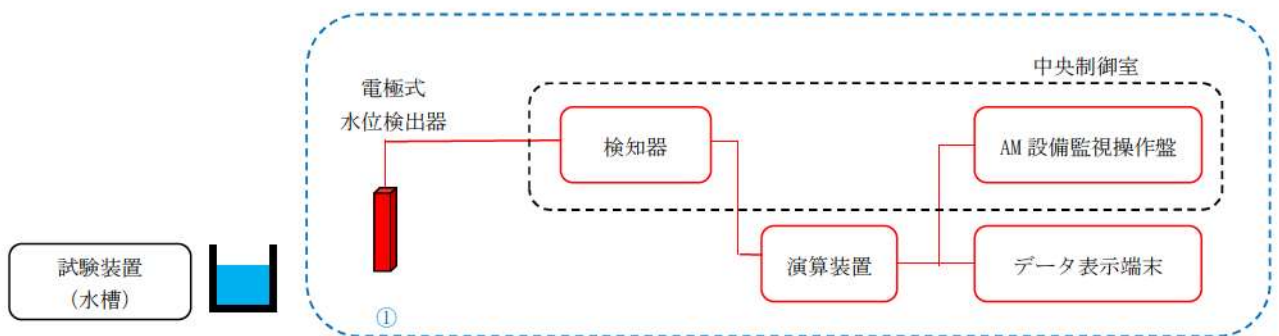 中央制御室
電極式
水位検出器
検知器
AM設備監視操作盤
試験装置
（水槽）
演算装置
データ表示端末
①